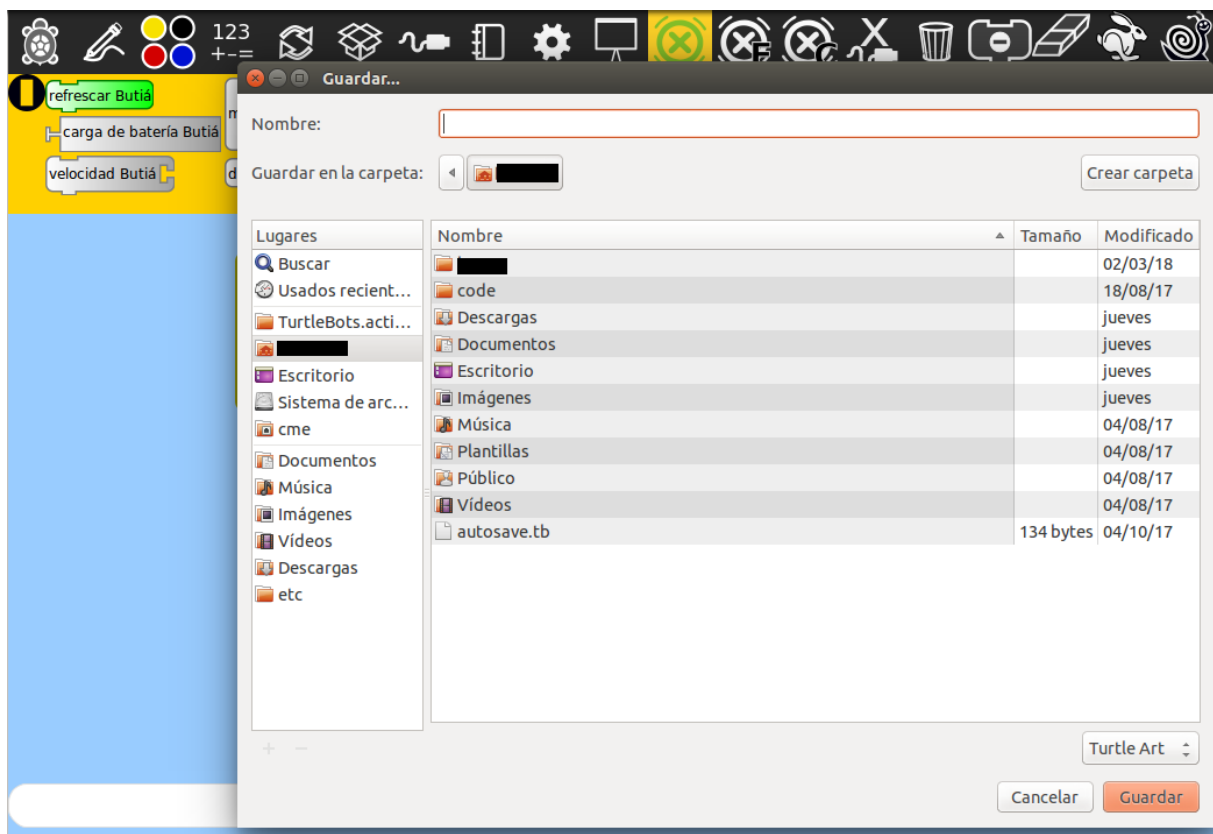 123
+-=
F
C
Guardar...
refrescar Butiá
carga de batería Butiá
velocidad Butiá
Nombre:
Guardar en la carpeta:
Crear carpeta
Lugares
Nombre
Tamaño
Modificado
Buscar
02/03/18
Usados recient...
code
18/08/17
TurtleBots.acti...
Descargas
jueves
Documentos
jueves
Escritorio
Escritorio
jueves
Sistema de arc...
Imágenes
jueves
cme
Música
04/08/17
Documentos
Plantillas
04/08/17
Música
Público
04/08/17
Imágenes
Vídeos
04/08/17
Vídeos
autosave.tb
134 bytes
04/10/17
Descargas
etc
Turtle Art
Cancelar
Guardar